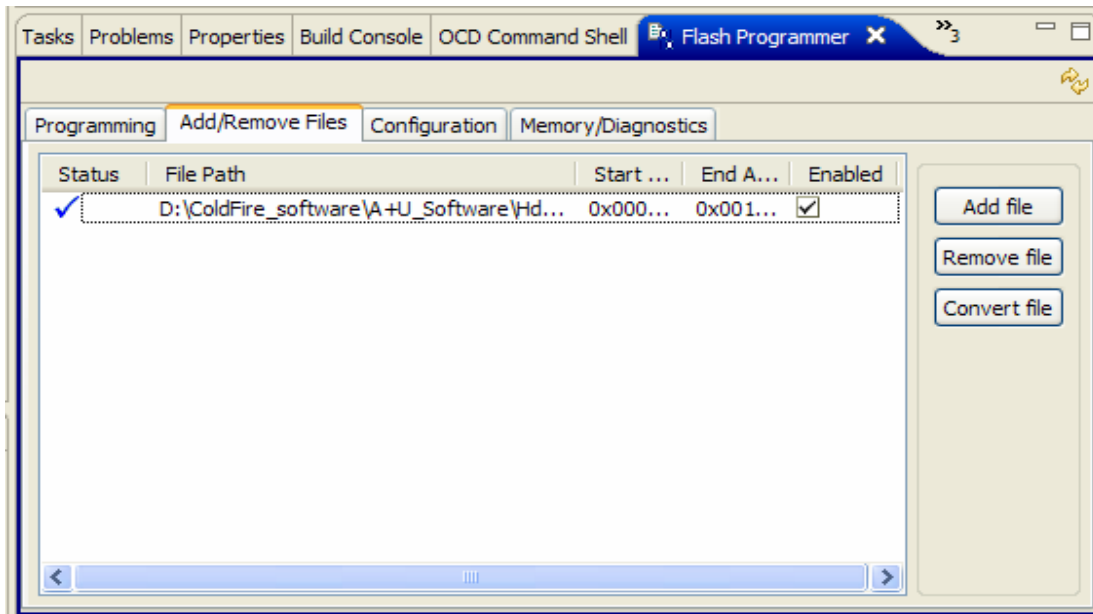 Tasks Problems Properties Build Console OCD Command Shell Flash Programmer »3
Programming Add/Remove Files Configuration Memory/Diagnostics
Status File Path Start ... End A... Enabled
D:\ColdFire_software\A+U_Software\Hd... 0x000... 0x001...
Add file
Remove file
Convert file